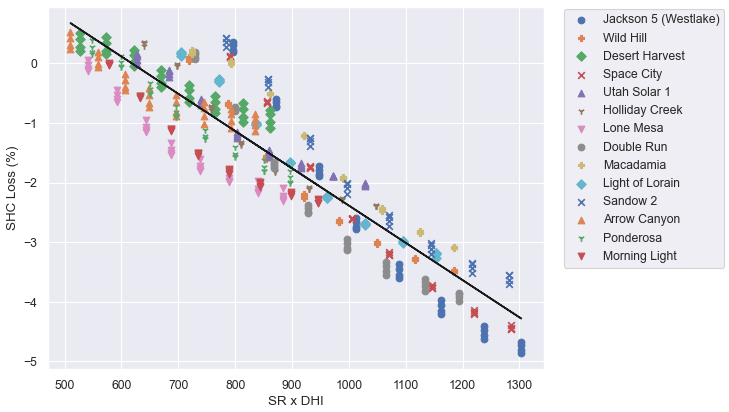 0
−1
−2
−3
−4
−5
SHC Loss (%)
500 600 700 800 900 1000 1100 1200 1300
SR x DHI
Jackson 5 (Westlake)
Wild Hill
Desert Harvest
Space City
Utah Solar 1
Holliday Creek
Lone Mesa
Double Run
Macadamia
Light of Lorain
Sandow 2
Arrow Canyon
Ponderosa
Morning Light